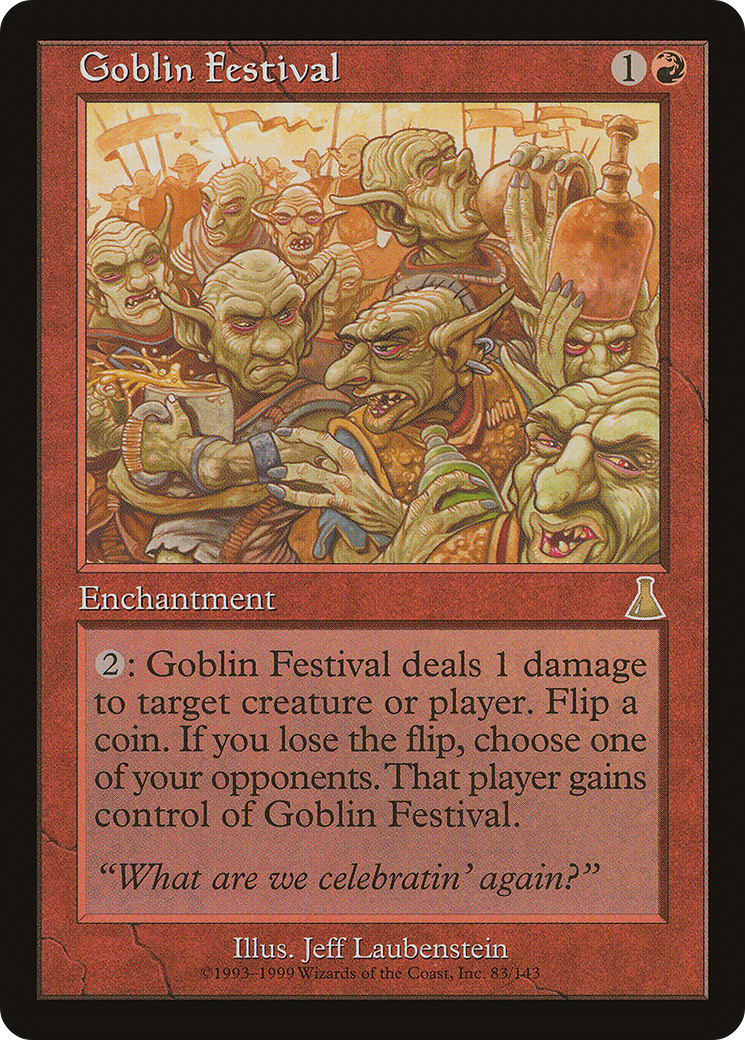 Goblin Festival 1
Enchantment
2: Goblin Festival deals 1 damage
to target creature or player. Flip a
coin. If you lose the flip, choose one
of your opponents. That player gains
control of Goblin Festival.
“What are we celebratin’ again?”
Illus. Jeff Laubenstein
©1993–1999 Wizards of the Coast, Inc. 83/143